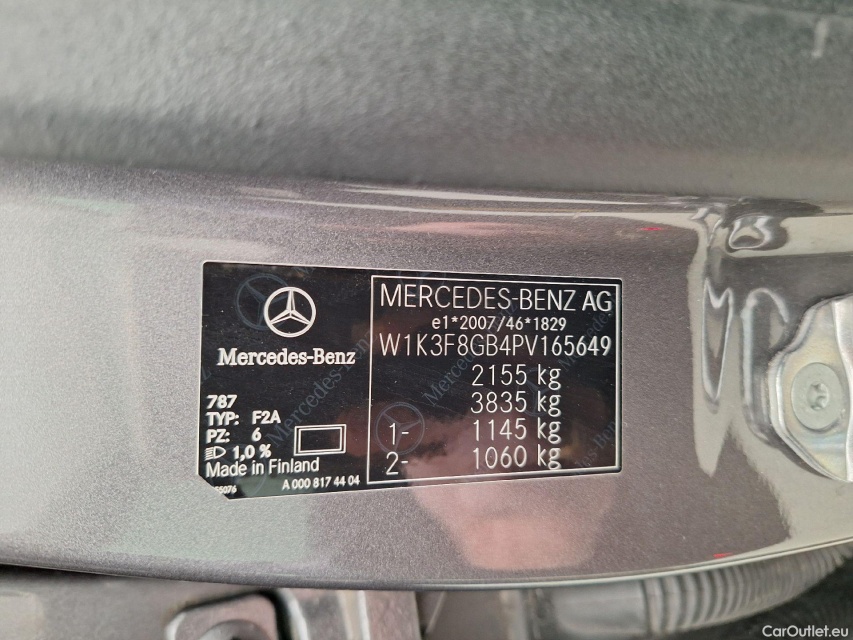 Mercedes-Benz
787
TYP: F2A
PZ: 6
1,0 %
Made in Finland
A 000 817 44 04
MERCEDES-BENZ AG
e1*2007/46*1829
W1K3F8GB4PV165649
2155 kg
3835 kg
1- 1145 kg
2- 1060 kg
CarOutlet.eu